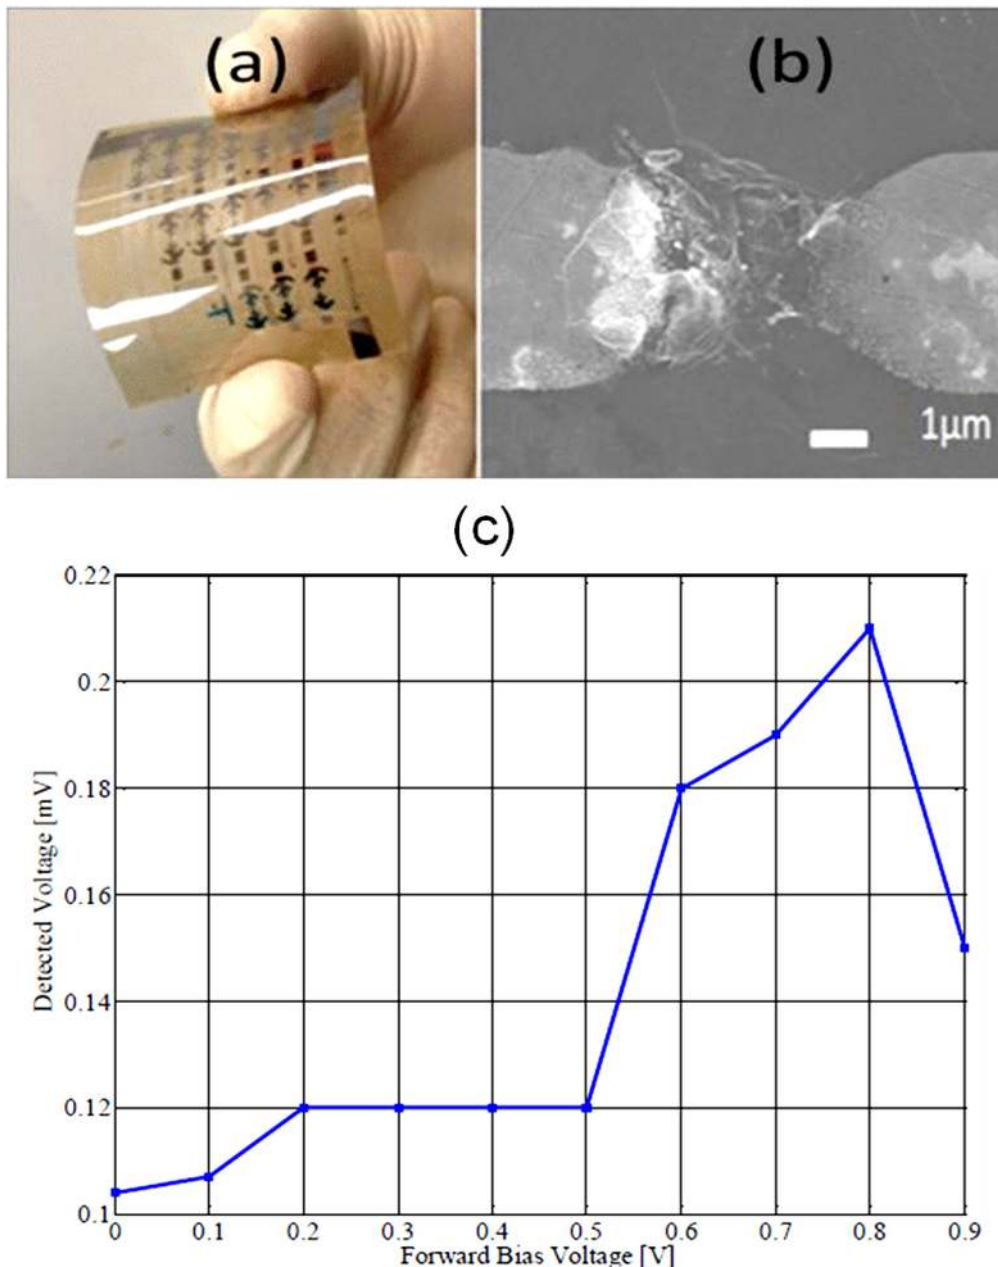 (a)
(b)
1µm
(c)
0.22
0.2
0.18
0.16
0.14
0.12
0.1
Detected Voltage [mV]
0 0.1 0.2 0.3 0.4 0.5 0.6 0.7 0.8 0.9
Forward Bias Voltage [V]